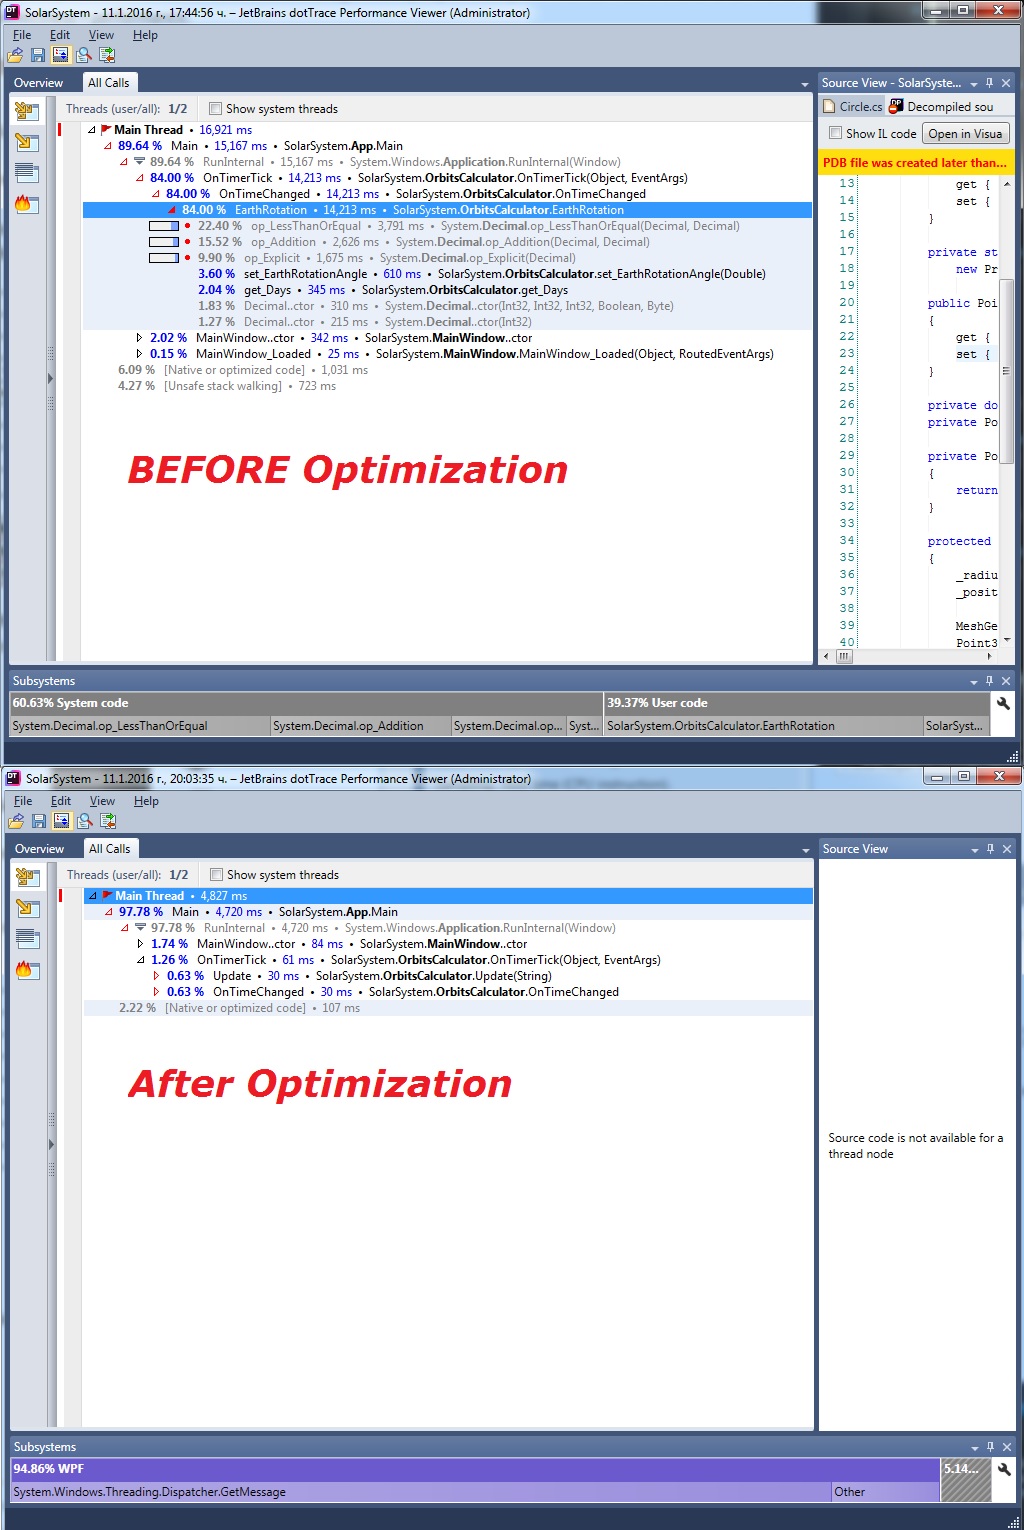 SolarSystem - 11.1.2016 г., 17:44:56 ч. – JetBrains dotTrace Performance Viewer (Administrator)
File Edit View Help
Overview All Calls
Threads (user/all): 1/2 Show system threads
Main Thread • 16,921 ms
89.64 % Main • 15,167 ms • SolarSystem.App.Main
89.64 % RunInternal • 15,167 ms • System.Windows.Application.RunInternal(Window)
84.00 % OnTimerTick • 14,213 ms • SolarSystem.OrbitsCalculator.OnTimerTick(Object, EventArgs)
84.00 % OnTimeChanged • 14,213 ms • SolarSystem.OrbitsCalculator.OnTimeChanged
84.00 % EarthRotation • 14,213 ms • SolarSystem.OrbitsCalculator.EarthRotation
22.40 % op_LessThanOrEqual • 3,791 ms • System.Decimal.op_LessThanOrEqual(Decimal, Decimal)
15.52 % op_Addition • 2,626 ms • System.Decimal.op_Addition(Decimal, Decimal)
9.90 % op_Explicit • 1,675 ms • System.Decimal.op_Explicit(Decimal)
3.60 % set_EarthRotationAngle • 610 ms • SolarSystem.OrbitsCalculator.set_EarthRotationAngle(Double)
2.04 % get_Days • 345 ms • SolarSystem.OrbitsCalculator.get_Days
1.83 % Decimal..ctor • 310 ms • System.Decimal..ctor(Int32, Int32, Int32, Boolean, Byte)
1.27 % Decimal..ctor • 215 ms • System.Decimal..ctor(Int32)
2.02 % MainWindow..ctor • 342 ms • SolarSystem.MainWindow..ctor
0.15 % MainWindow_Loaded • 25 ms • SolarSystem.MainWindow.MainWindow_Loaded(Object, RoutedEventArgs)
6.09 % [Native or optimized code] • 1,031 ms
4.27 % [Unsafe stack walking] • 723 ms
BEFORE Optimization
Source View - SolarSyste...
Circle.cs Decompiled sou
Show IL code Open in Visua
PDB file was created later than...
13 get {
14 set {
15 }
16
17 private st
18 new Pr
19
20 public Poi
21 {
22 get {
23 set {
24 }
25
26 private do
27 private Po
28
29 private Po
30 {
31 return
32 }
33
34 protected
35 {
36 _radiu
37 _posit
38
39 MeshGe
40 Point3
Subsystems
60.63% System code 39.37% User code
System.Decimal.op_LessThanOrEqual System.Decimal.op_Addition System.Decimal.op... Syst... SolarSystem.OrbitsCalculator.EarthRotation SolarSyst...
SolarSystem - 11.1.2016 г., 20:03:35 ч. – JetBrains dotTrace Performance Viewer (Administrator)
File Edit View Help
Overview All Calls
Threads (user/all): 1/2 Show system threads
Main Thread • 4,827 ms
97.78 % Main • 4,720 ms • SolarSystem.App.Main
97.78 % RunInternal • 4,720 ms • System.Windows.Application.RunInternal(Window)
1.74 % MainWindow..ctor • 84 ms • SolarSystem.MainWindow..ctor
1.26 % OnTimerTick • 61 ms • SolarSystem.OrbitsCalculator.OnTimerTick(Object, EventArgs)
0.63 % Update • 30 ms • SolarSystem.OrbitsCalculator.Update(String)
0.63 % OnTimeChanged • 30 ms • SolarSystem.OrbitsCalculator.OnTimeChanged
2.22 % [Native or optimized code] • 107 ms
After Optimization
Source View
Source code is not available for a
thread node
Subsystems
94.86% WPF 5.14...
System.Windows.Threading.Dispatcher.GetMessage Other